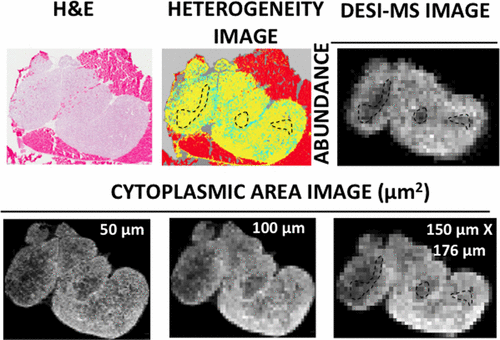 H&E
HETEROGENEITY
IMAGE
DESI-MS IMAGE
ABUNDANCE
CYTOPLASMIC AREA IMAGE (µm²)
50 µm
100 µm
150 µm X
176 µm